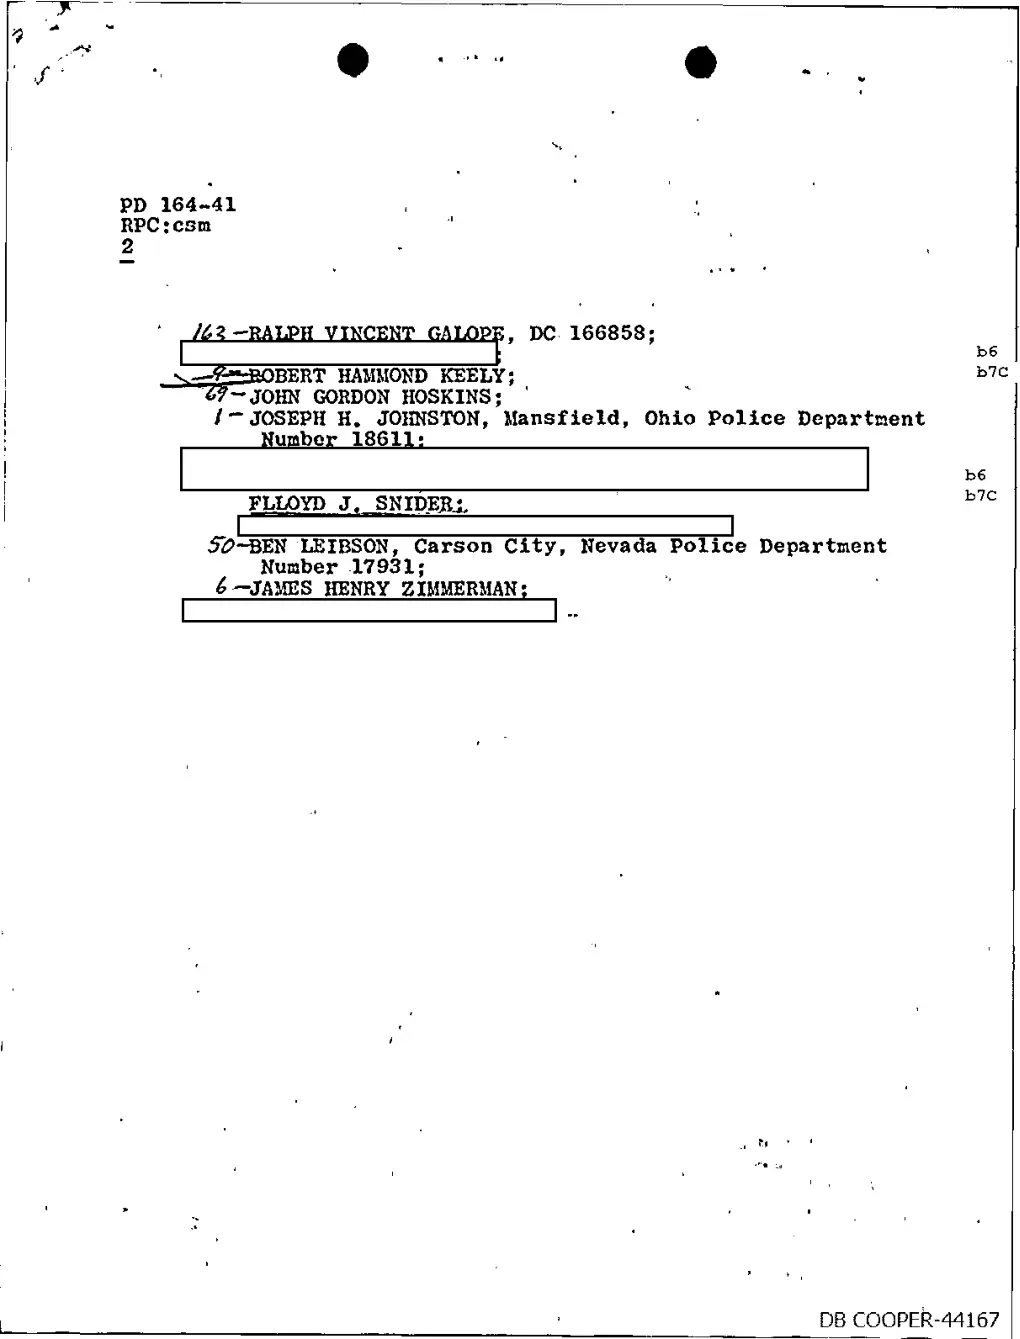 PD 164-41
RPC:csm
2
163-RALPH VINCENT GALOPE, DC 166858;
b6
b7C
9-ROBERT HAMMOND KEELY;
69-JOHN GORDON HOSKINS;
1-JOSEPH H. JOHNSTON, Mansfield, Ohio Police Department
Number 18611;
b6
b7C
FLLOYD J. SNIDER;
50-BEN LEIBSON, Carson City, Nevada Police Department
Number 17931;
6-JAMES HENRY ZIMMERMAN;
DB COOPER-44167